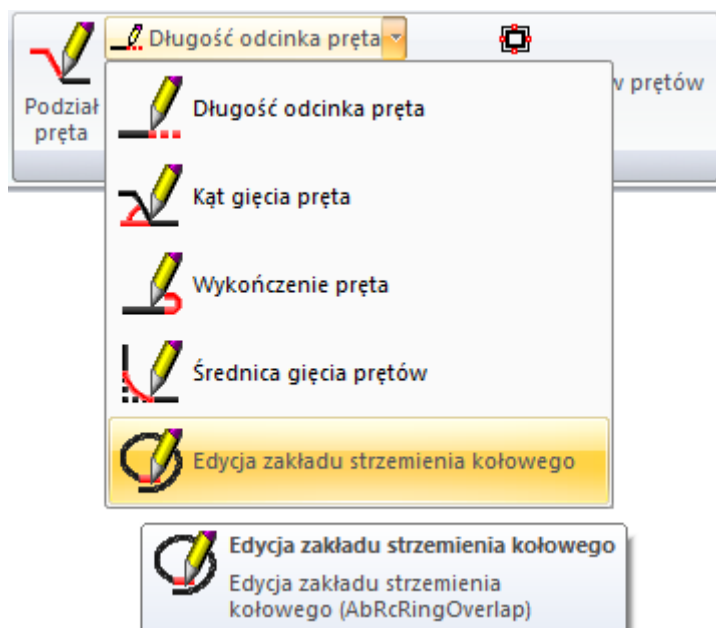 Długość odcinka pręta
Podział
pręta
w prętów
Długość odcinka pręta
Kąt gięcia pręta
Wykończenie pręta
Średnica gięcia prętów
Edycja zakładu strzemienia kołowego
Edycja zakładu strzemienia kołowego
Edycja zakładu strzemienia
kołowego (AbRcRingOverlap)